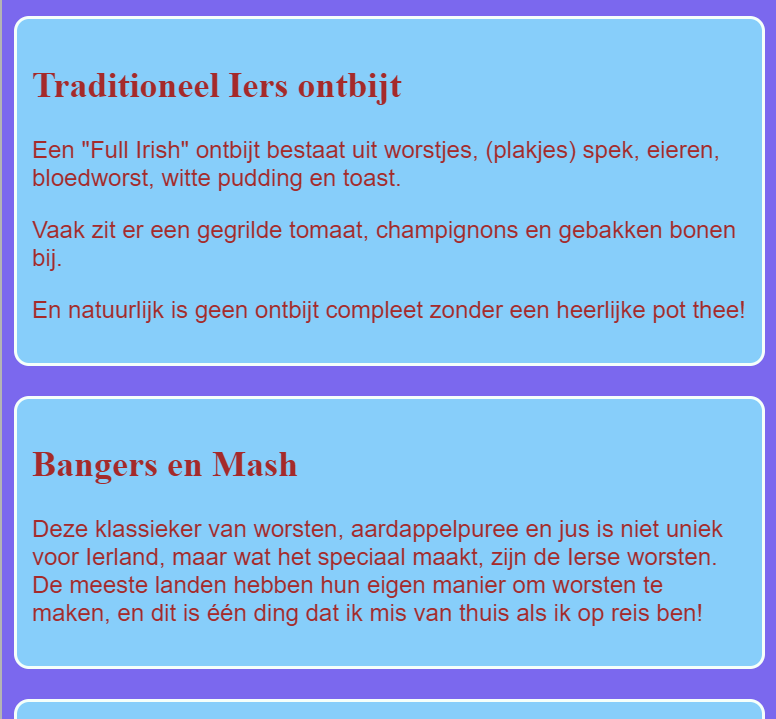 Traditioneel Iers ontbijt
Een "Full Irish" ontbijt bestaat uit worstjes, (plakjes) spek, eieren,
bloedworst, witte pudding en toast.
Vaak zit er een gegrilde tomaat, champignons en gebakken bonen
bij.
En natuurlijk is geen ontbijt compleet zonder een heerlijke pot thee!
Bangers en Mash
Deze klassieker van worsten, aardappelpuree en jus is niet uniek
voor Ierland, maar wat het speciaal maakt, zijn de Ierse worsten.
De meeste landen hebben hun eigen manier om worsten te
maken, en dit is één ding dat ik mis van thuis als ik op reis ben!